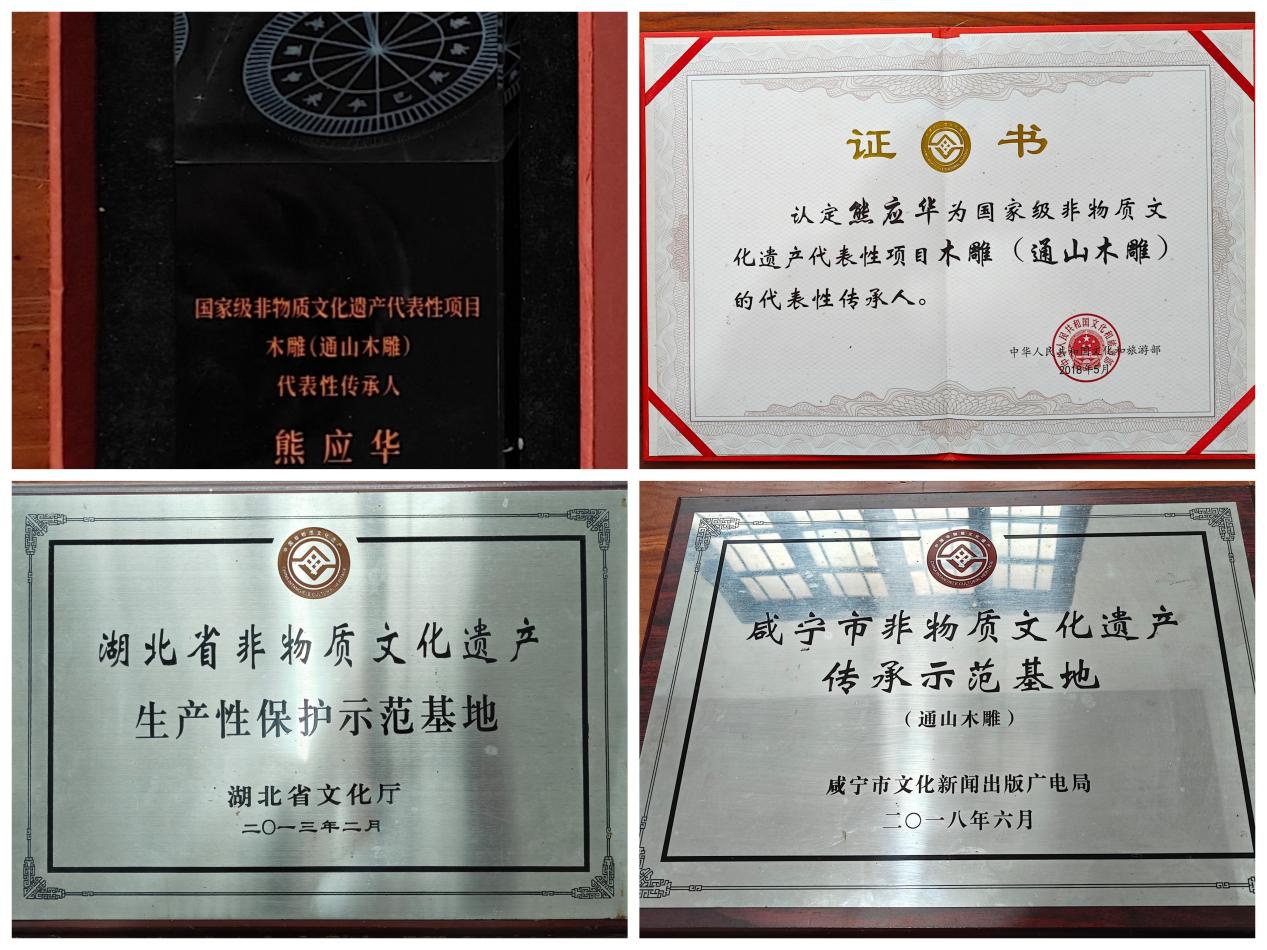 国家级非物质文化遗产代表性项目
木雕(通山木雕)
代表性传承人
熊应华
证书
认定熊应华为国家级非物质文
化遗产代表性项目木雕（通山木雕）
的代表性传承人。
中华人民共和国文化和旅游部
2018年5月
湖北省非物质文化遗产
生产性保护示范基地
湖北省文化厅
二〇一三年二月
咸宁市非物质文化遗产
传承示范基地
（通山木雕）
咸宁市文化新闻出版广电局
二〇一八年六月